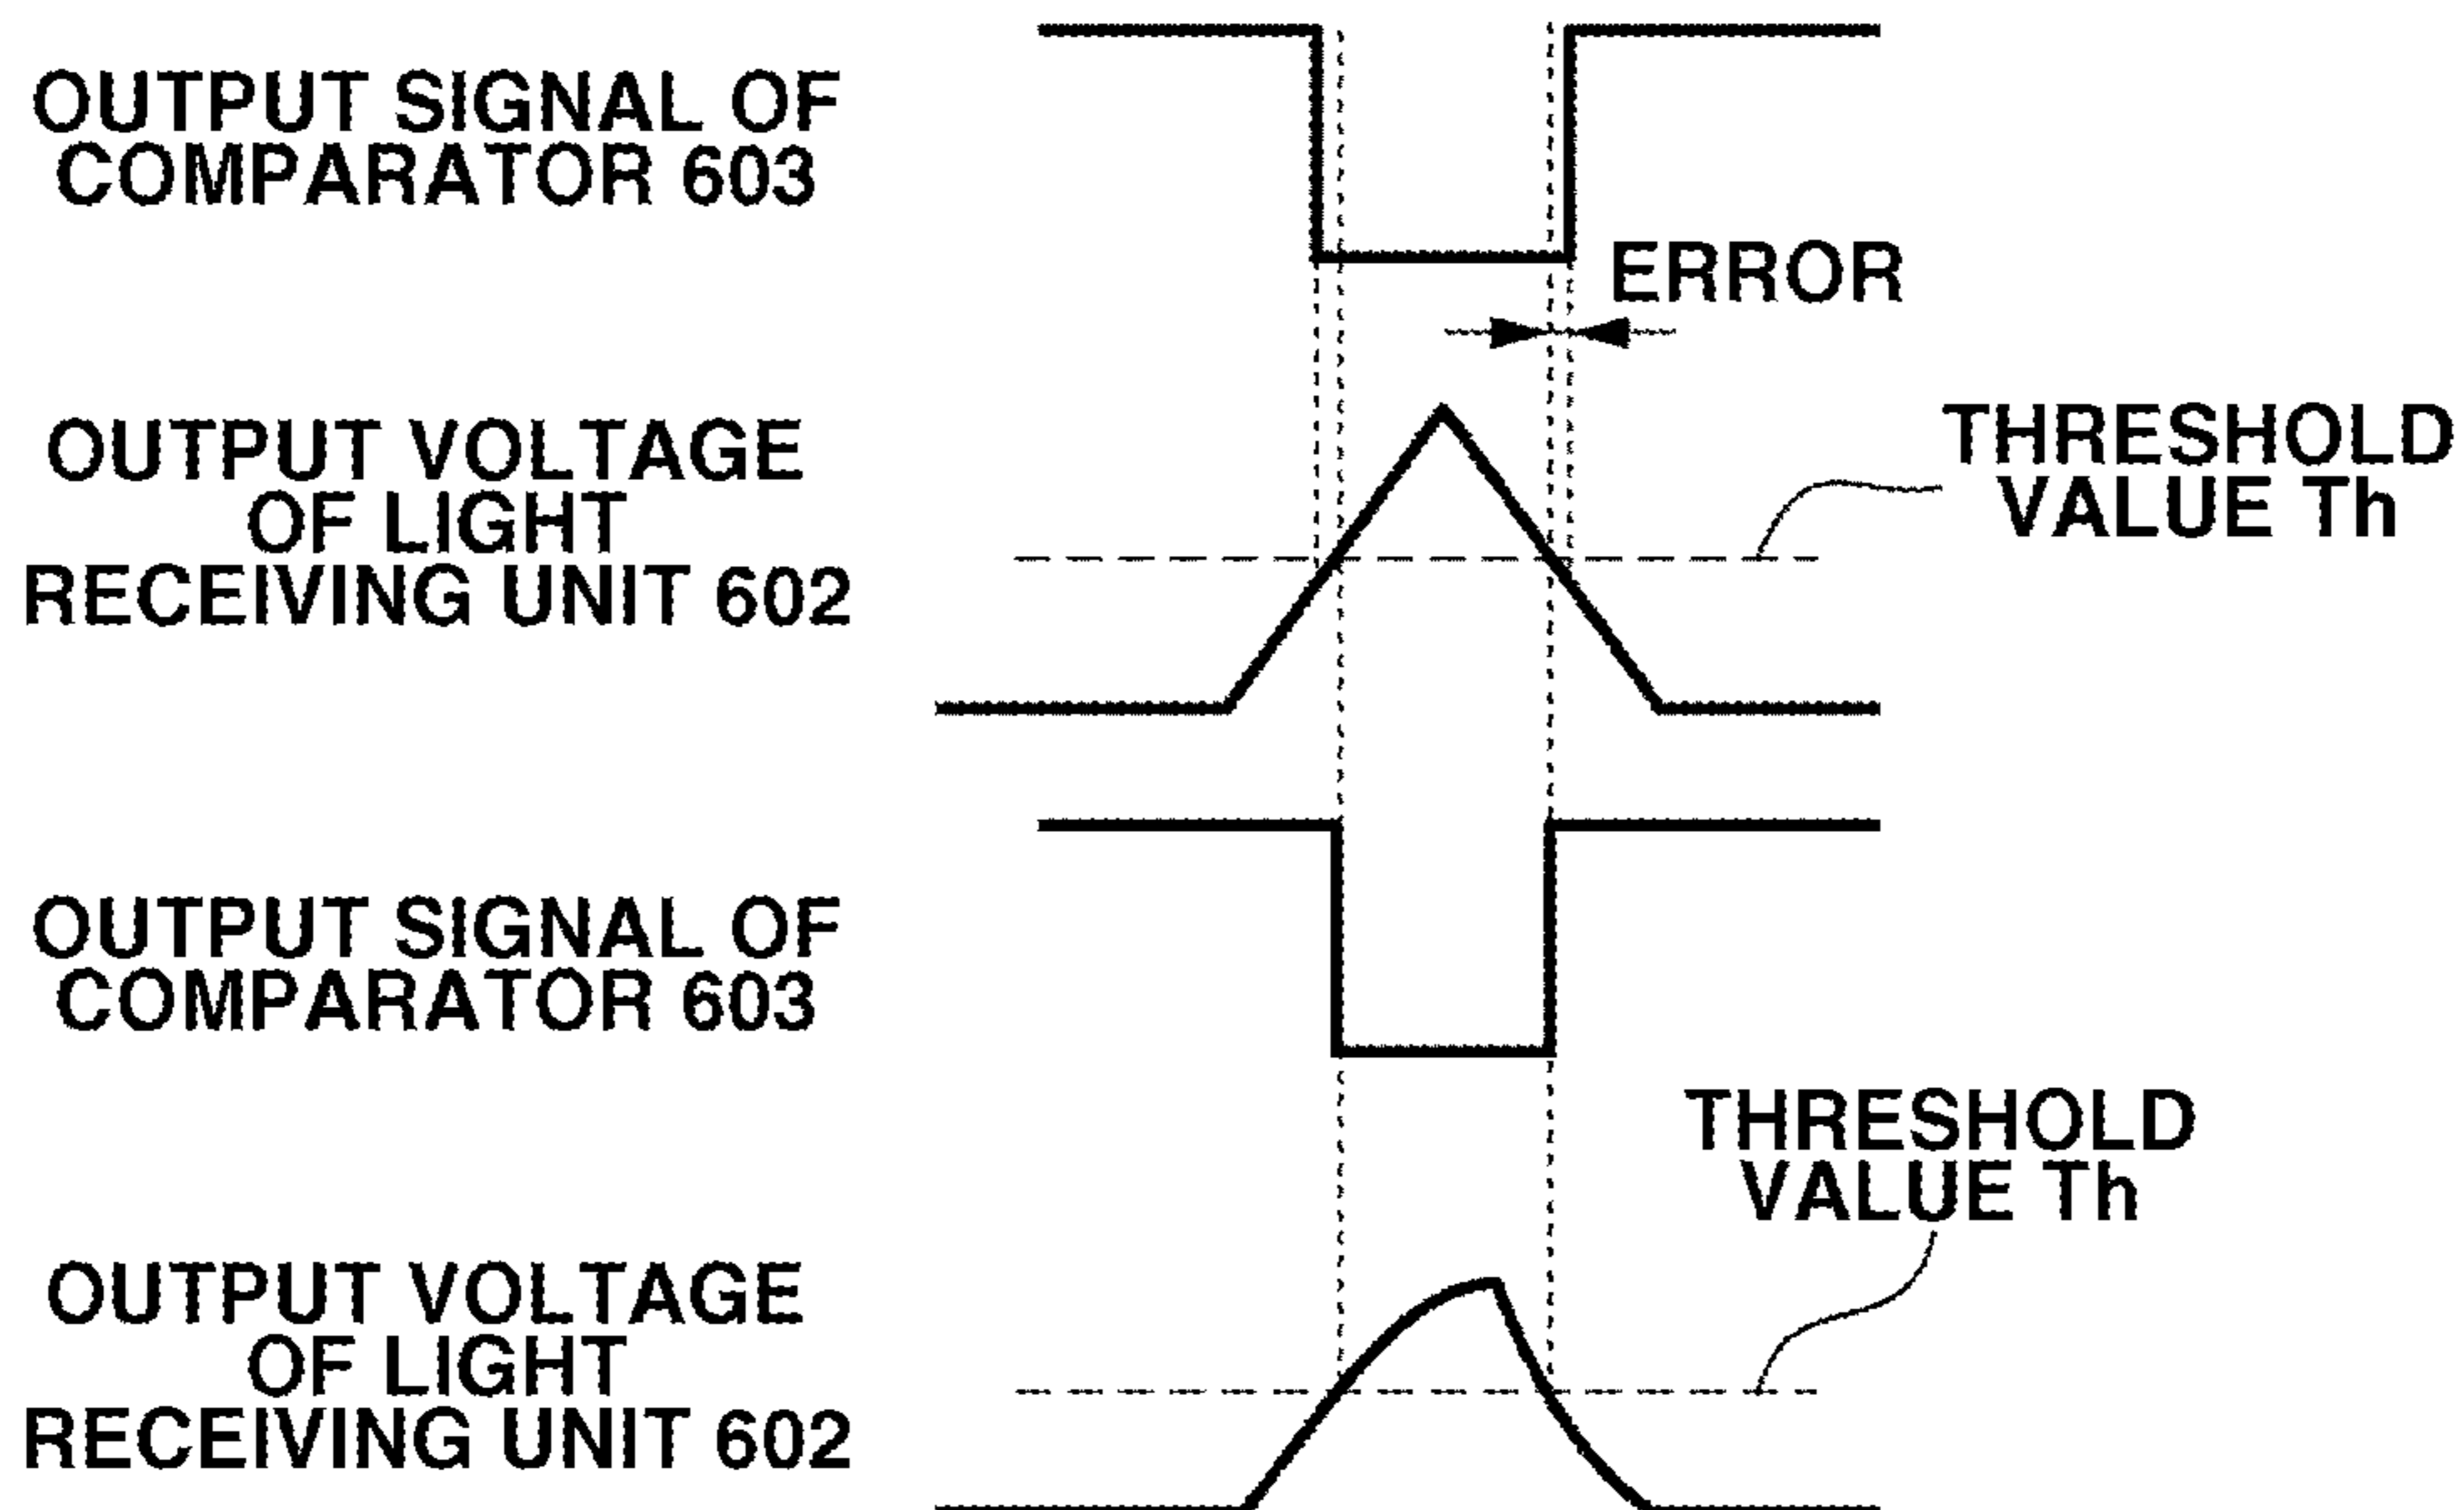 OUTPUT SIGNAL OF
COMPARATOR 603
ERROR
OUTPUT VOLTAGE
OF LIGHT
RECEIVING UNIT 602
THRESHOLD
VALUE Th
OUTPUT SIGNAL OF
COMPARATOR 603
THRESHOLD
VALUE Th
OUTPUT VOLTAGE
OF LIGHT
RECEIVING UNIT 602